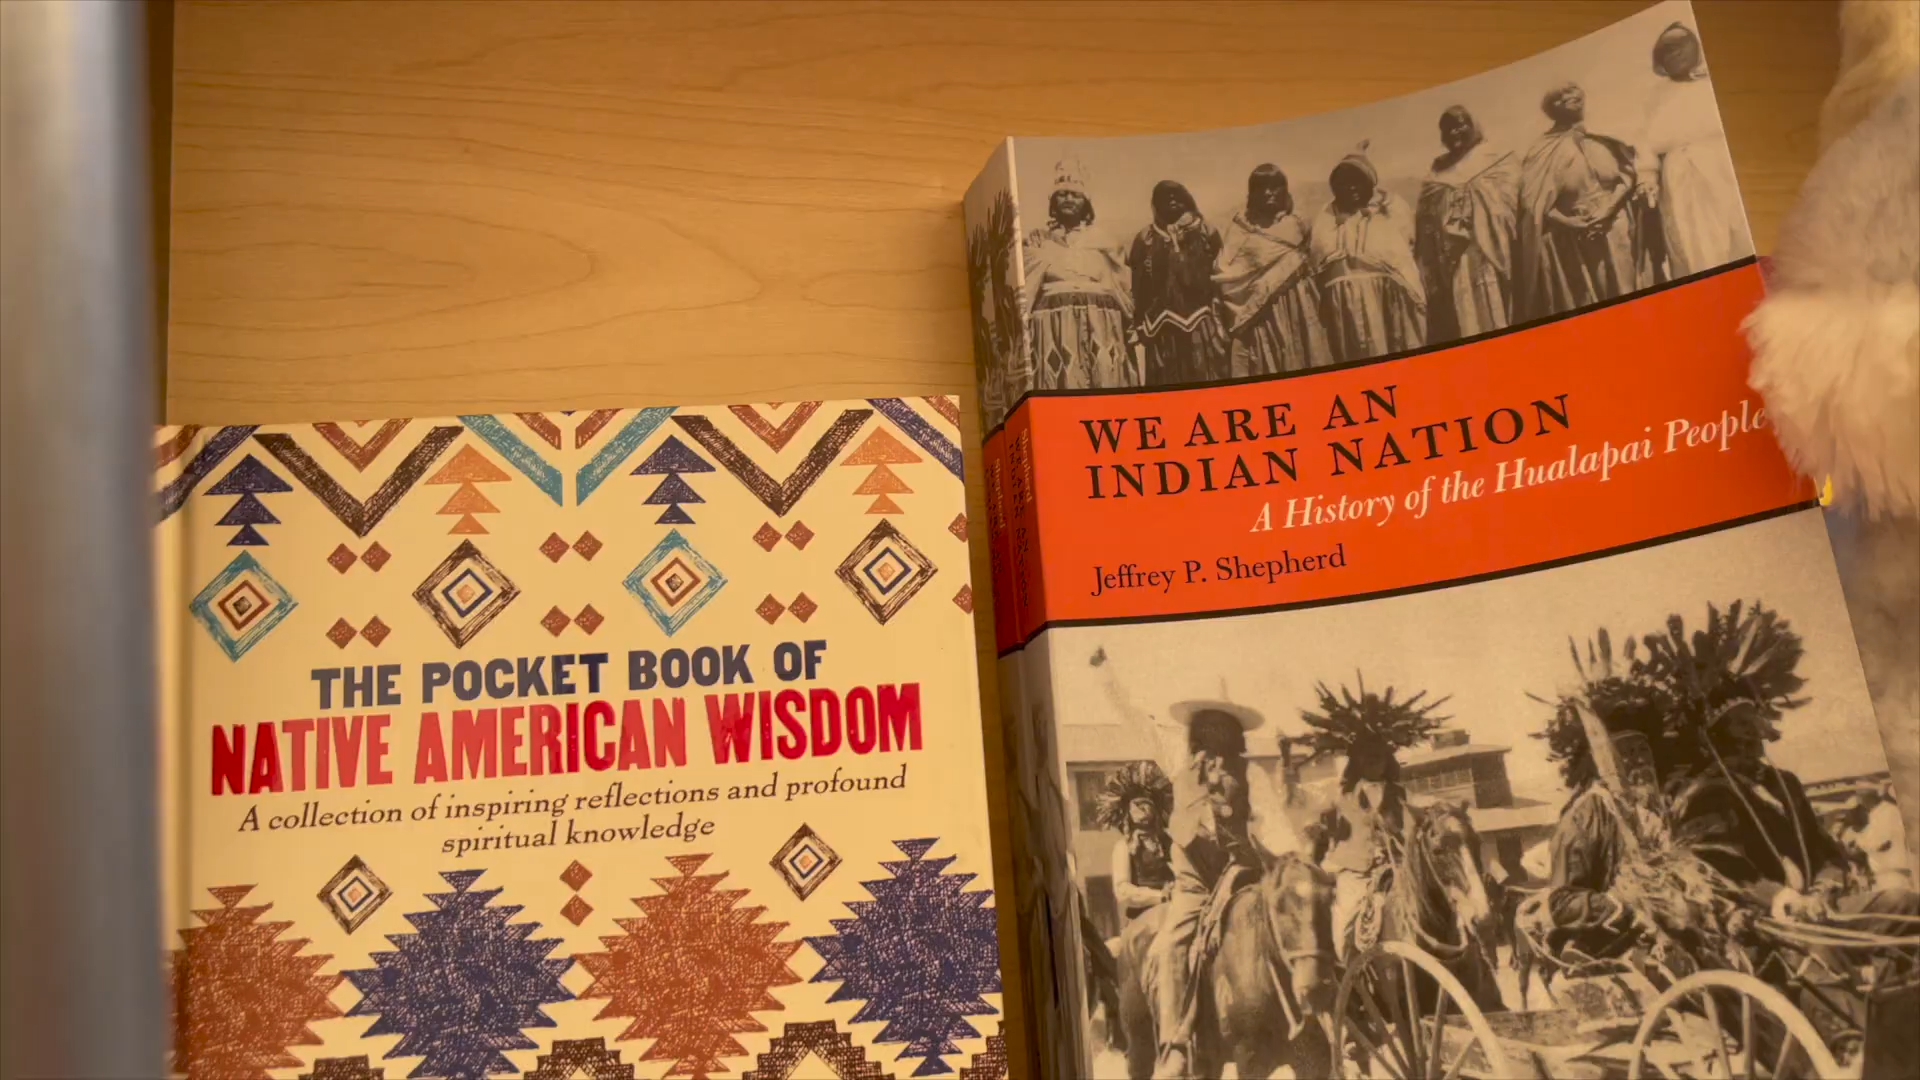 THE POCKET BOOK OF
NATIVE AMERICAN WISDOM
A collection of inspiring reflections and profound
spiritual knowledge
WE ARE AN
INDIAN NATION
A History of the Hualapai People
Jeffrey P. Shepherd